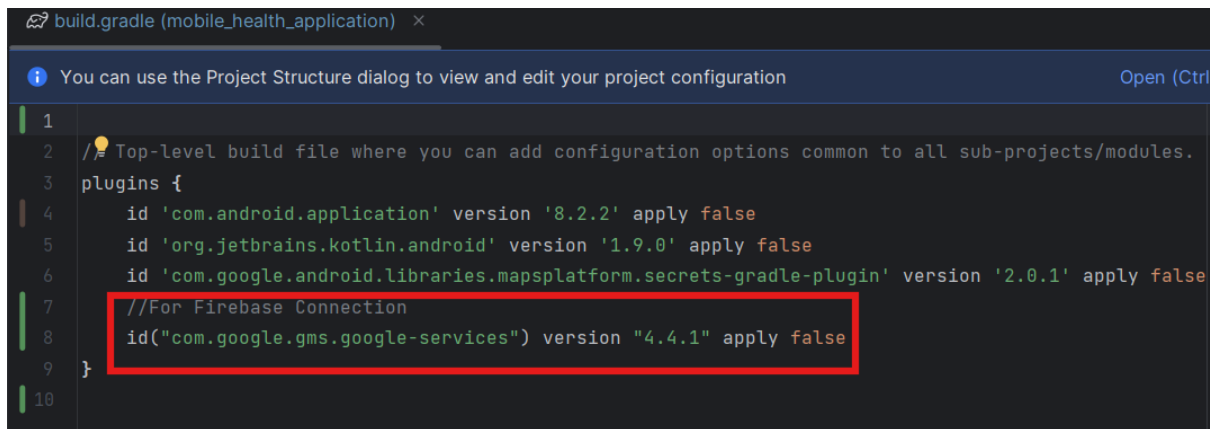 build.gradle (mobile_health_application)
You can use the Project Structure dialog to view and edit your project configuration Open (Ctrl
1
2 // Top-level build file where you can add configuration options common to all sub-projects/modules.
3 plugins {
4 id 'com.android.application' version '8.2.2' apply false
5 id 'org.jetbrains.kotlin.android' version '1.9.0' apply false
6 id 'com.google.android.libraries.mapsplatform.secrets-gradle-plugin' version '2.0.1' apply false
7 //For Firebase Connection
8 id("com.google.gms.google-services") version "4.4.1" apply false
9 }
10